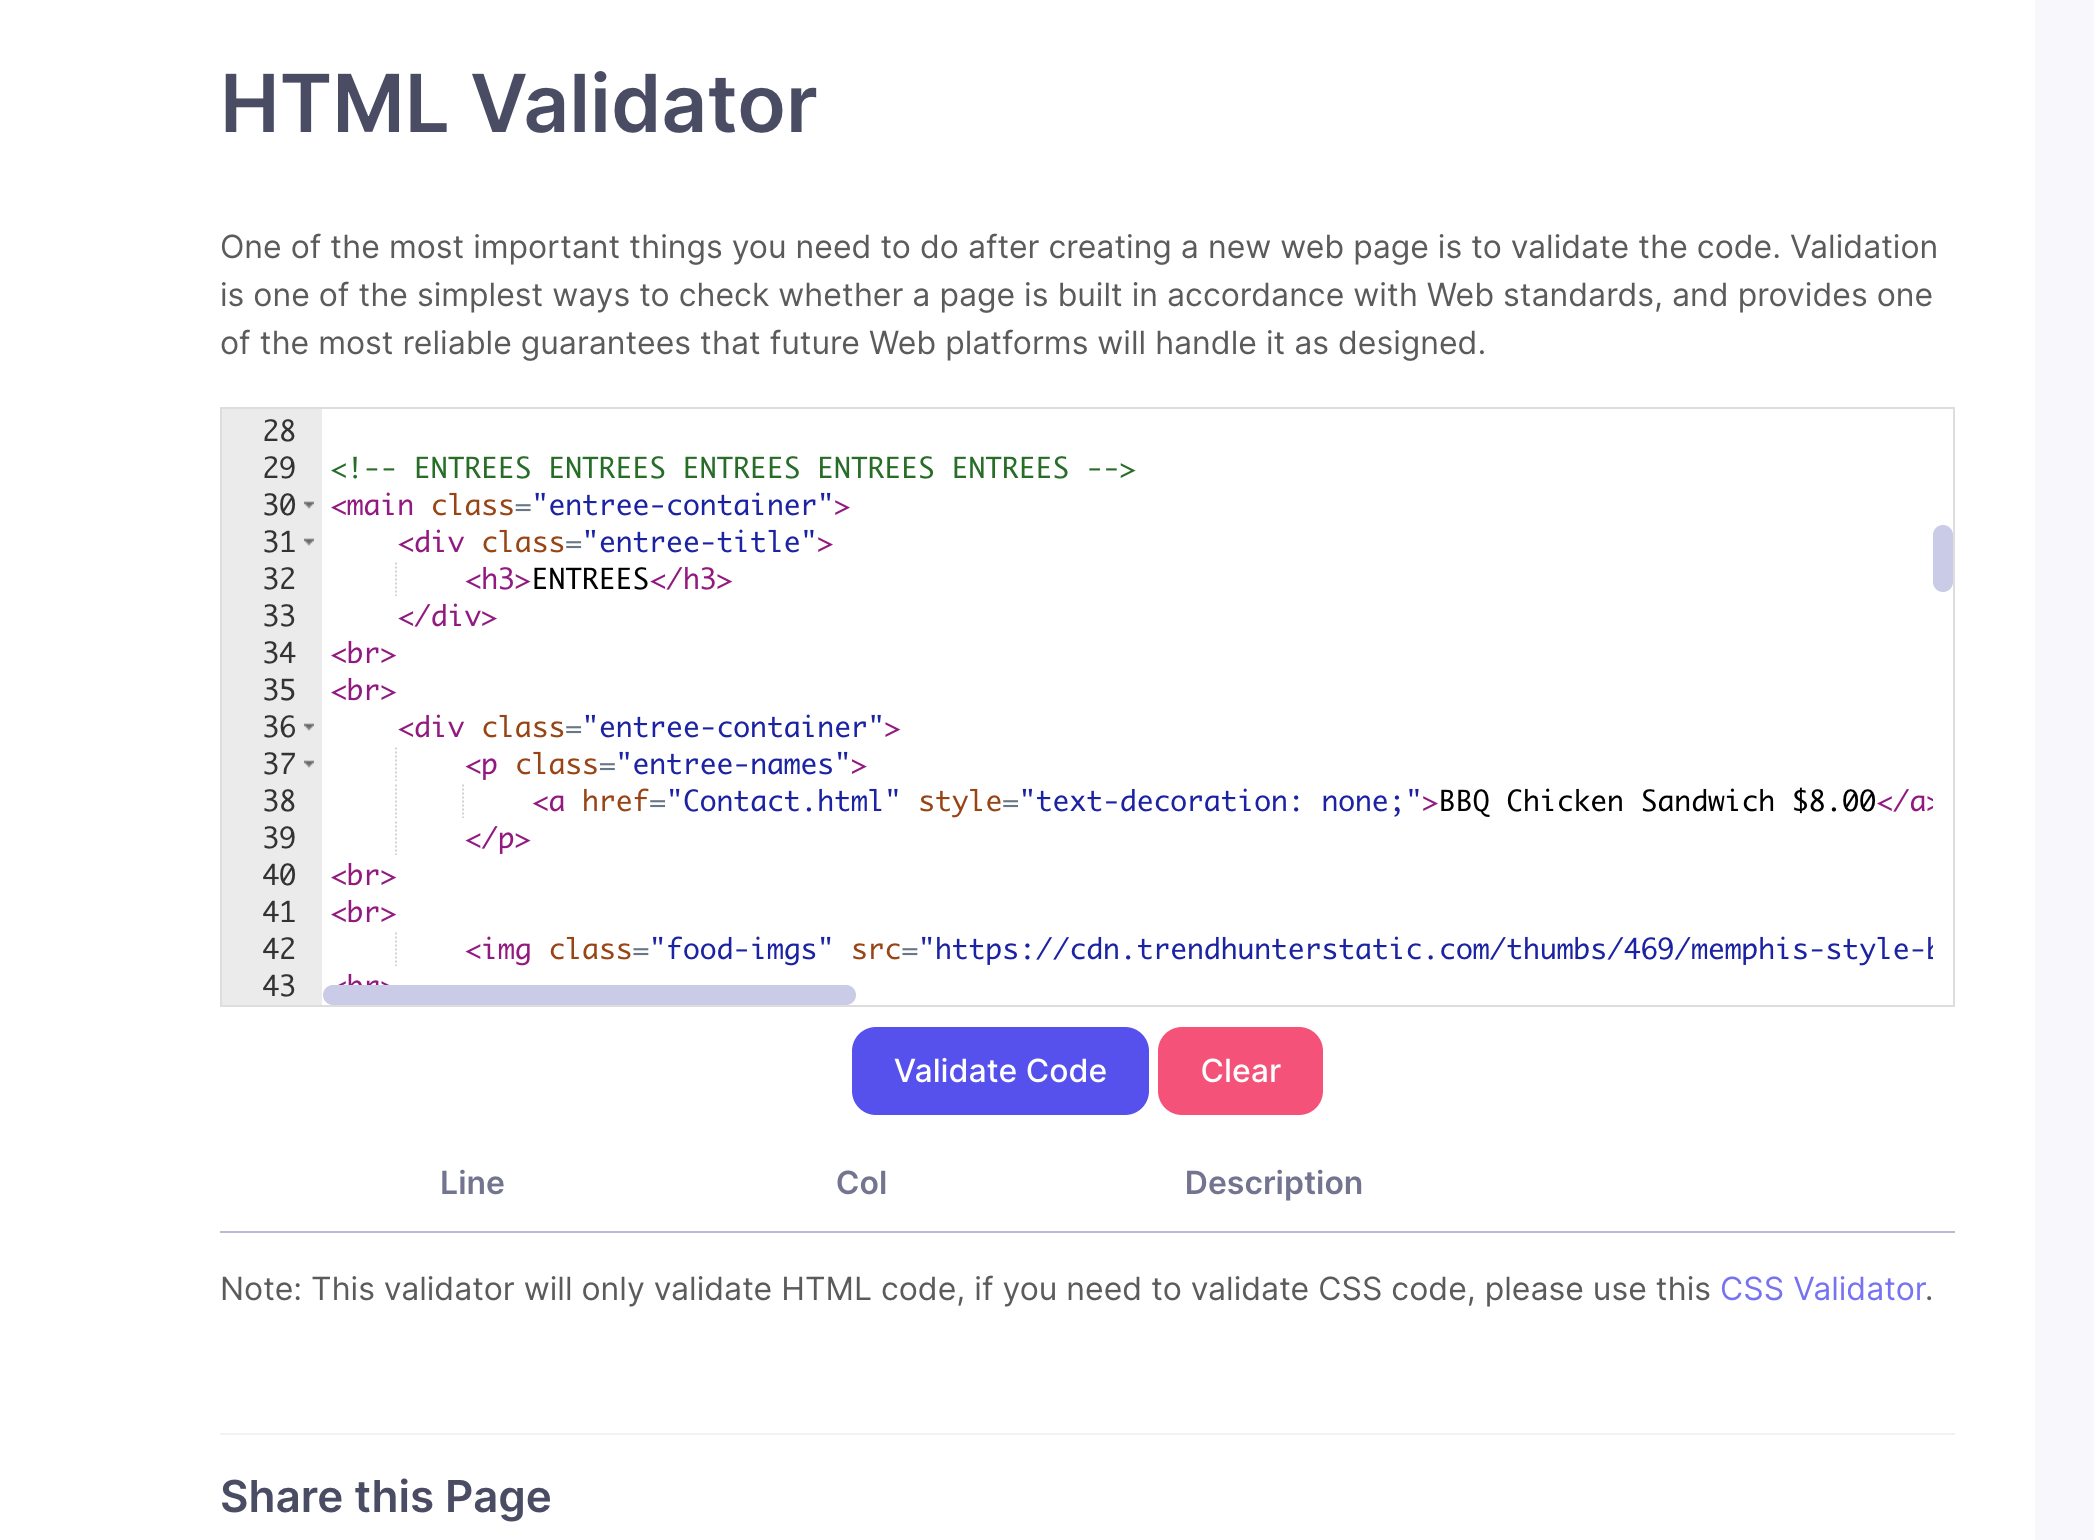 HTML Validator
One of the most important things you need to do after creating a new web page is to validate the code. Validation
is one of the simplest ways to check whether a page is built in accordance with Web standards, and provides one
of the most reliable guarantees that future Web platforms will handle it as designed.
28
29 <!-- ENTREES ENTREES ENTREES ENTREES ENTREES -->
30 <main class="entree-container">
31 <div class="entree-title">
32 <h3>ENTREES</h3>
33 </div>
34 <br>
35 <br>
36 <div class="entree-container">
37 <p class="entree-names">
38 <a href="Contact.html" style="text-decoration: none;">BBQ Chicken Sandwich $8.00</a>
39 </p>
40 <br>
41 <br>
42 <img class="food-imgs" src="https://cdn.trendhunterstatic.com/thumbs/469/memphis-style-
43 <br>
Validate Code Clear
Line Col Description
Note: This validator will only validate HTML code, if you need to validate CSS code, please use this CSS Validator.
Share this Page